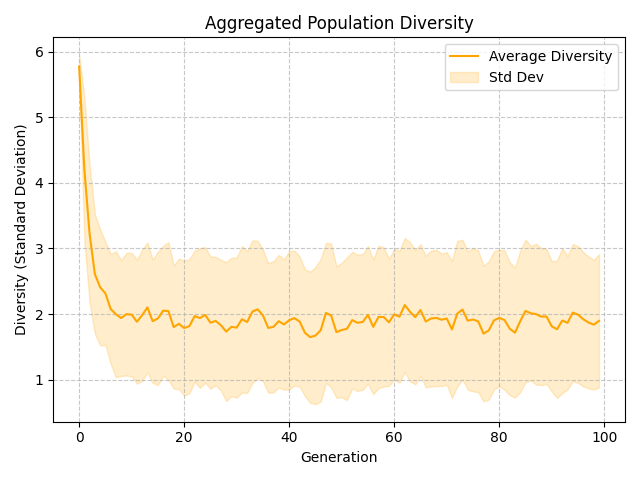 Aggregated Population Diversity
Average Diversity
Std Dev
Diversity (Standard Deviation)
6
5
4
3
2
1
0 20 40 60 80 100
Generation